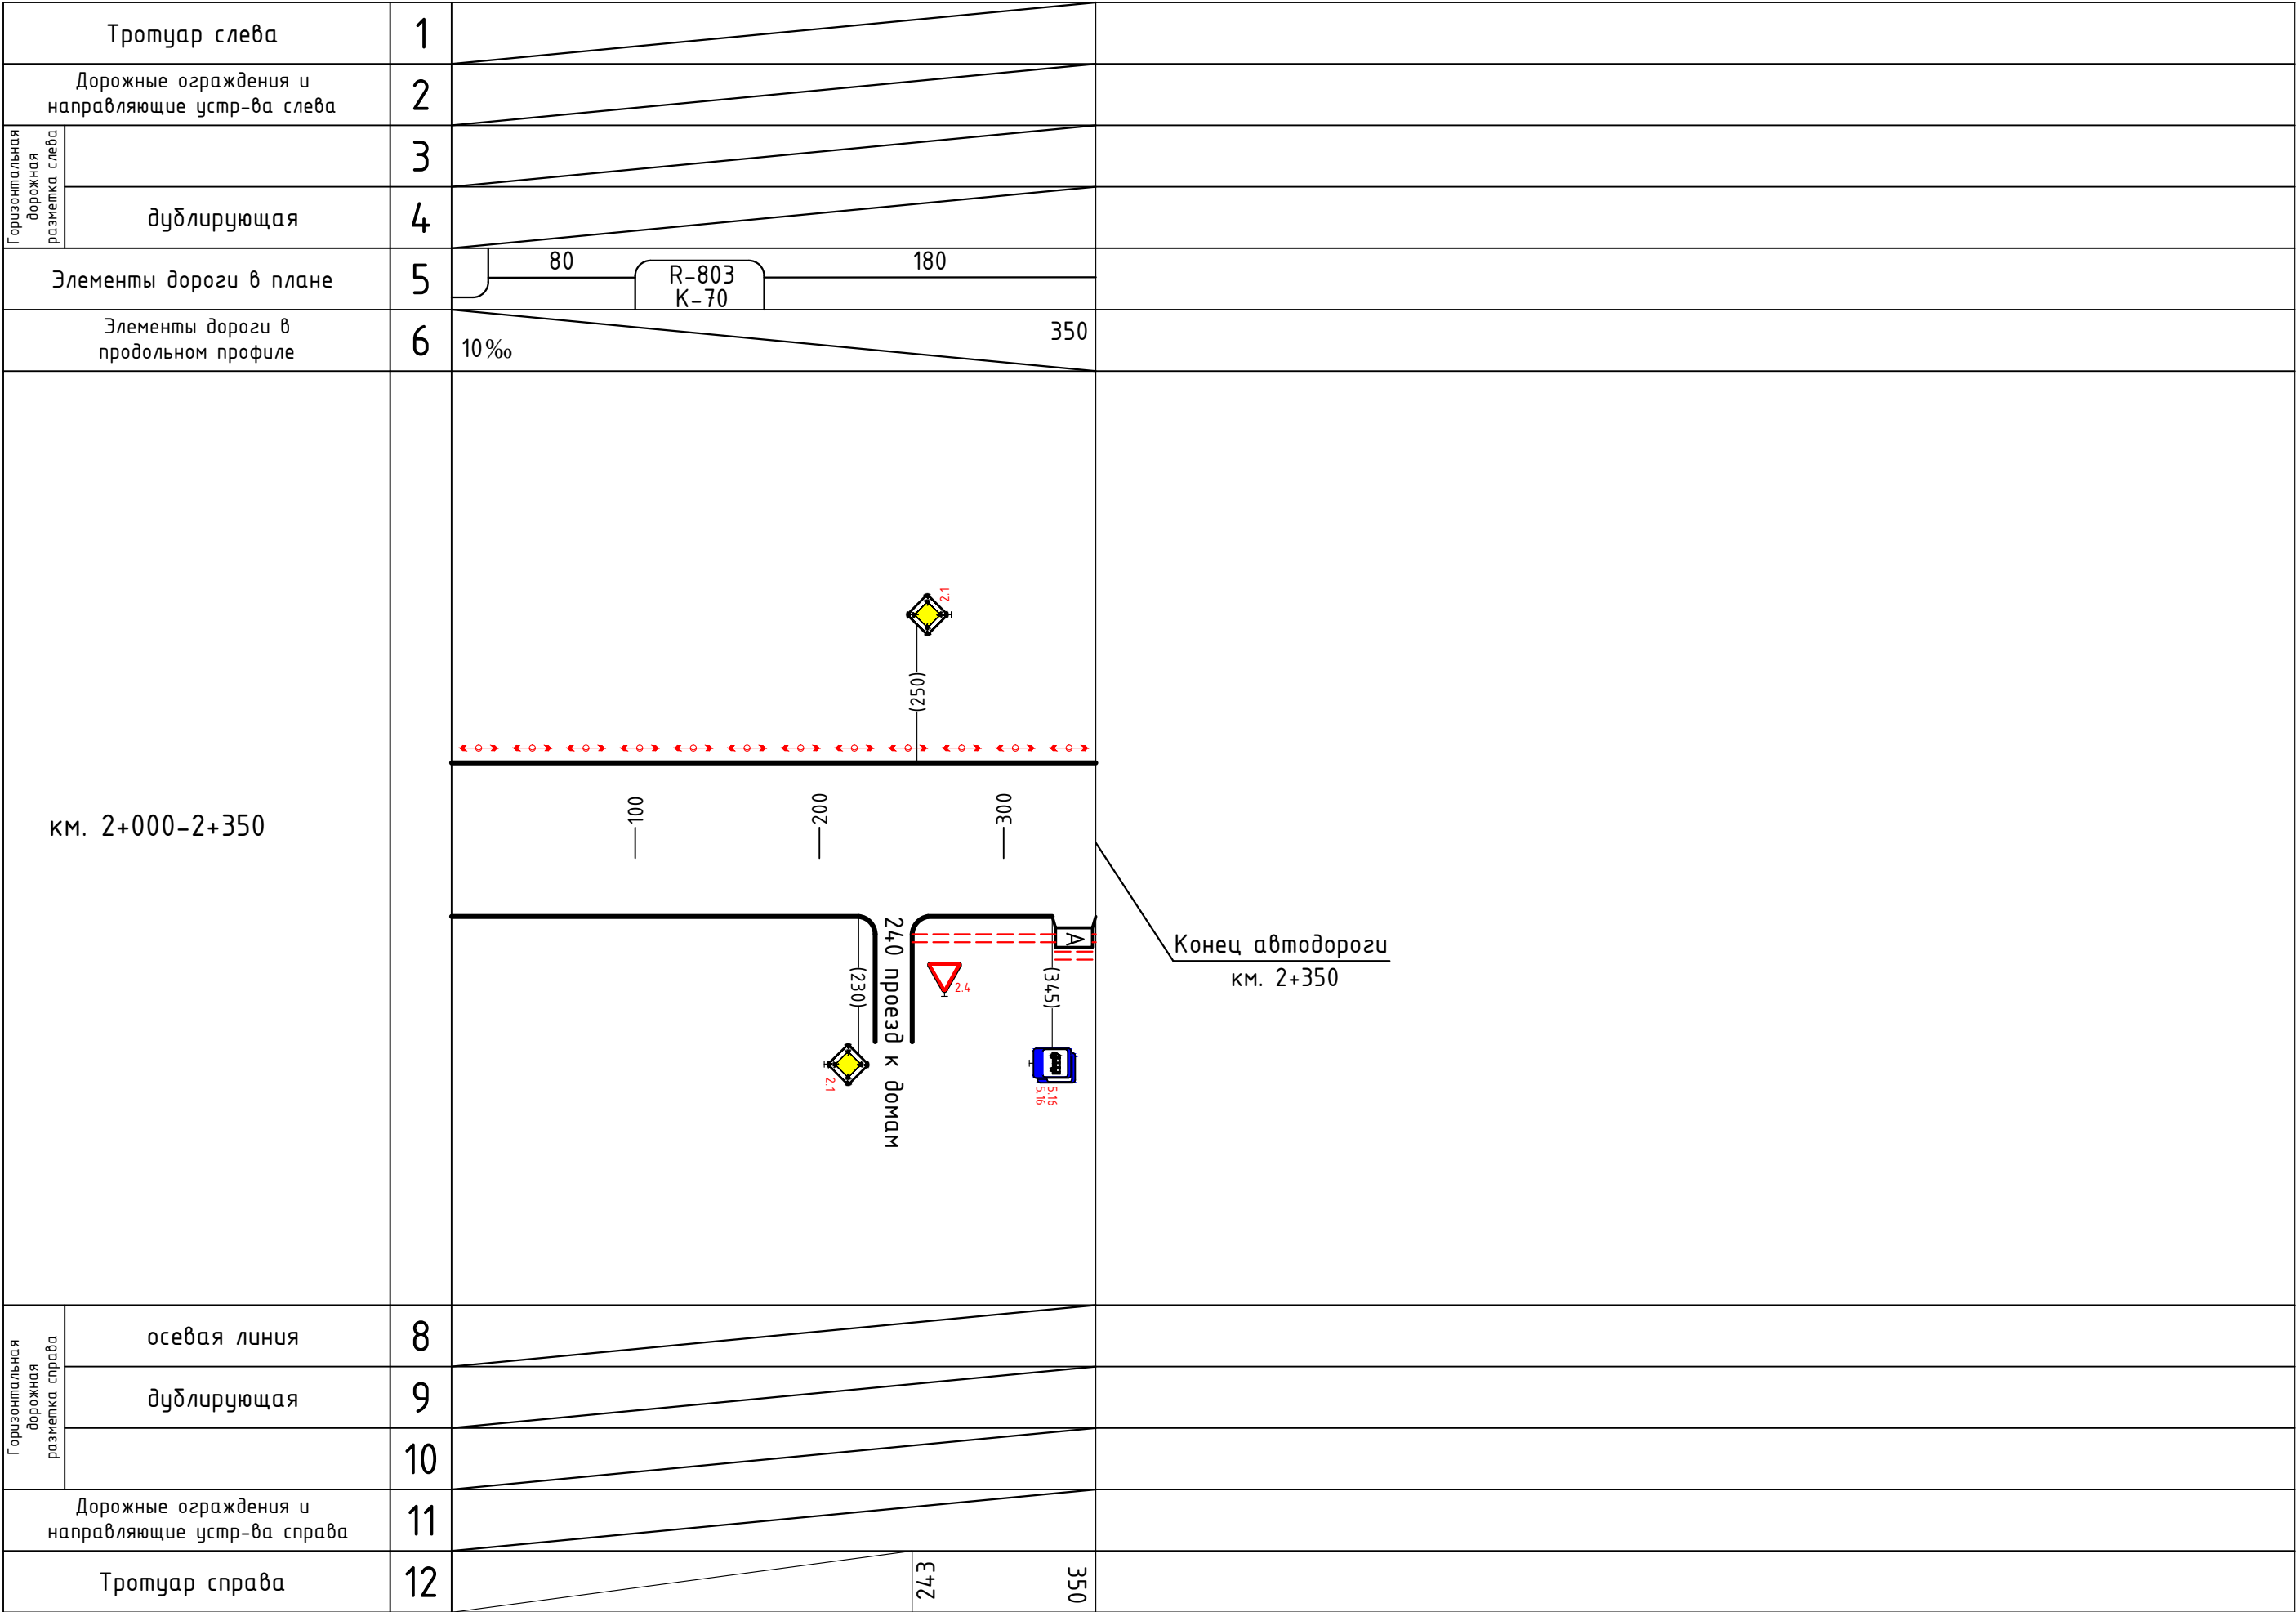 Тротуар слева
1
Дорожные ограждения и
направляющие устр-ва слева
2
Горизонтальная
дорожная
разметка слева
3
дублирующая
4
Элементы дороги в плане
5
80
R-803
K-70
180
Элементы дороги в
продольном профиле
6
10‰
350
2.1
(250)
км. 2+000-2+350
100
200
300
240 проезд к домам
А
Конец автодороги
км. 2+350
(230)
2.4
(345)
2.1
5.16
5.16
Горизонтальная
дорожная
разметка справа
осевая линия
8
дублирующая
9
10
Дорожные ограждения и
направляющие устр-ва справа
11
Тротуар справа
12
243
350